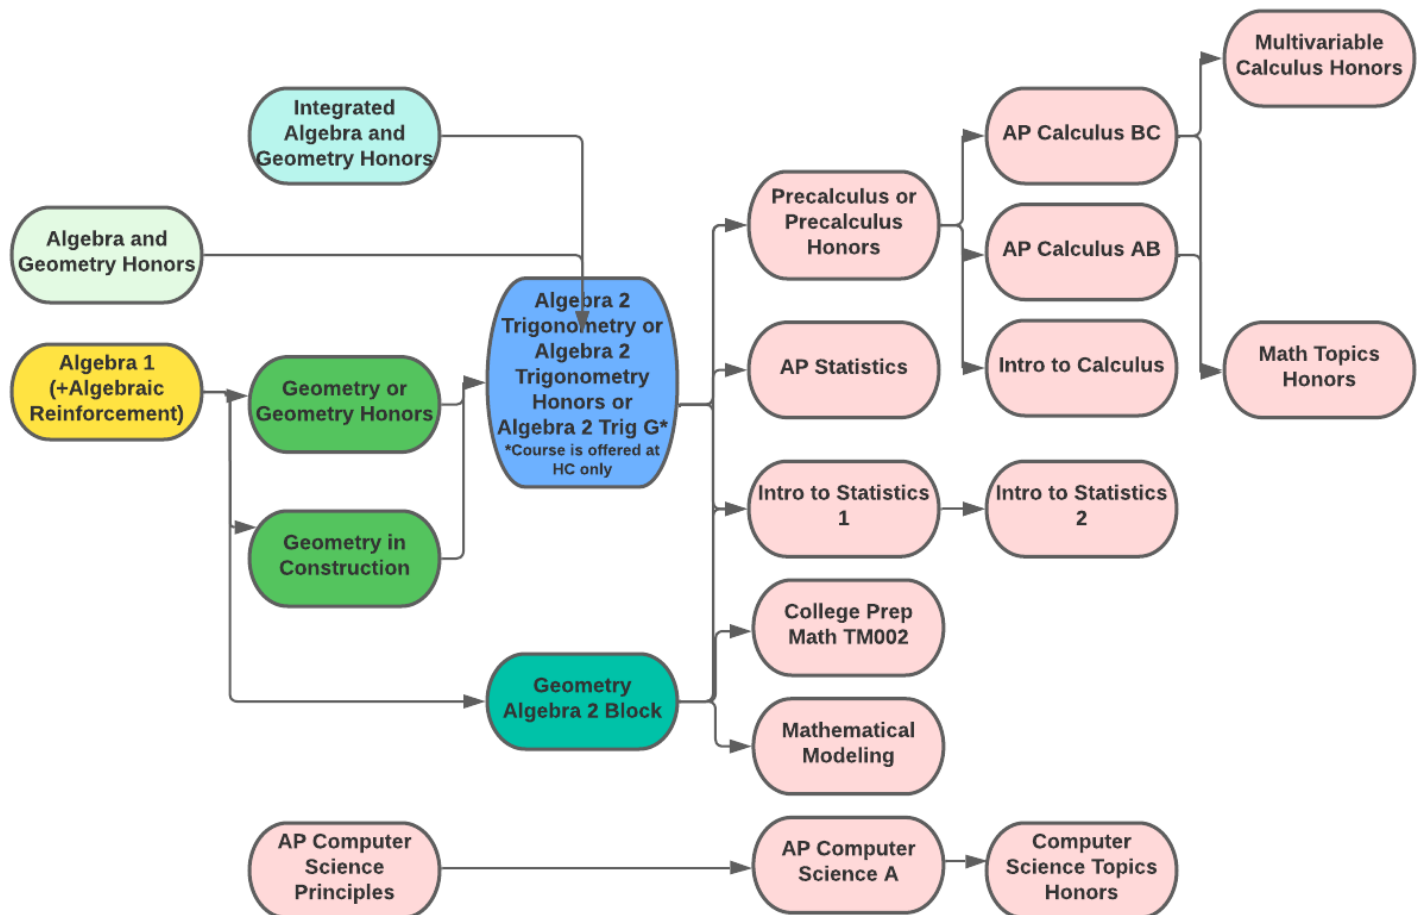 Multivariable
Calculus Honors
Integrated
Algebra and
Geometry Honors
AP Calculus BC
Precalculus or
Precalculus
Honors
Algebra and
Geometry Honors
AP Calculus AB
Algebra 2
Trigonometry or
Algebra 2
Trigonometry
Honors or
Algebra 2 Trig G*
*Course is offered at
HC only
Algebra 1
(+Algebraic
Reinforcement)
Geometry or
Geometry Honors
AP Statistics
Intro to Calculus
Math Topics
Honors
Intro to Statistics
1
Intro to Statistics
2
Geometry in
Construction
College Prep
Math TM002
Geometry
Algebra 2 Block
Mathematical
Modeling
AP Computer
Science
Principles
AP Computer
Science A
Computer
Science Topics
Honors